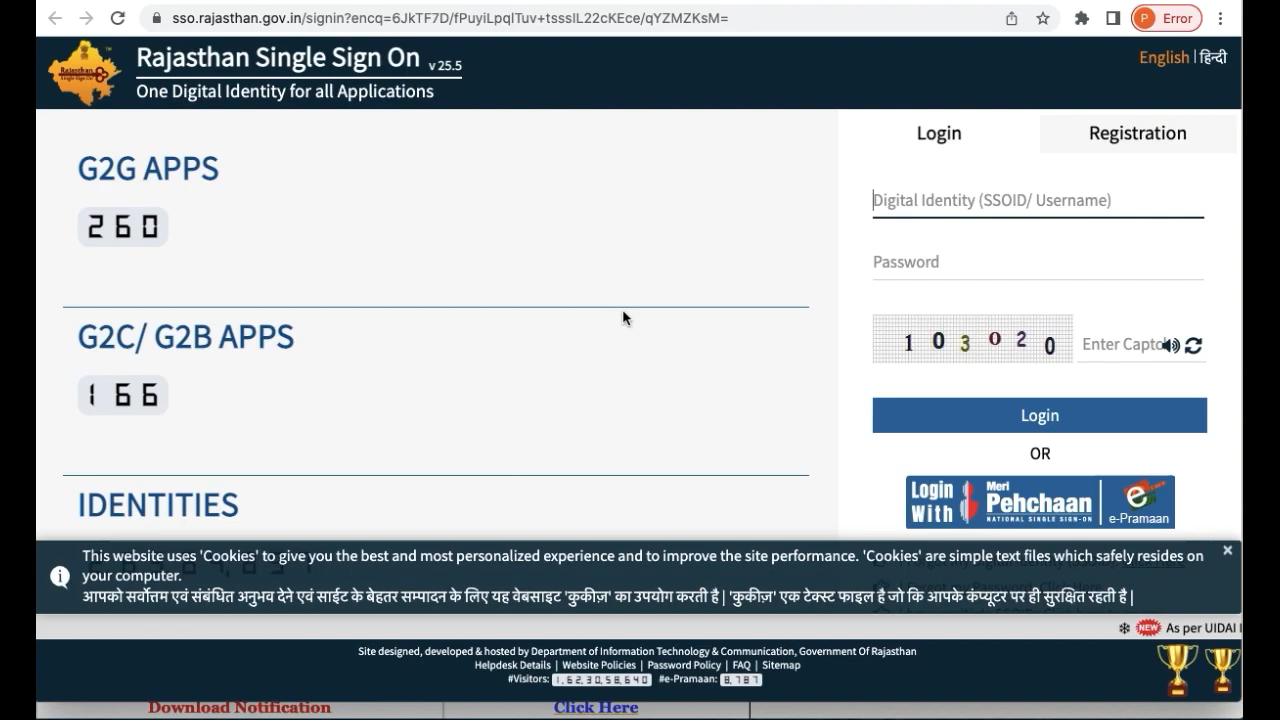 sso.rajasthan.gov.in/signin?encq=6JkTF7D/fPuyiLpqlTuv+tsssIL22cKEce/qYZMZKsM=
P Error
Rajasthan Single Sign On v 25.5
One Digital Identity for all Applications
English | हिन्दी
Login
Registration
G2G APPS
260
G2C/ G2B APPS
166
IDENTITIES
Digital Identity (SSOID/ Username)
Password
103020
Enter Captc
Login
OR
Login With Meri Pehchaan NATIONAL SINGLE SIGN-ON e-Pramaan
This website uses 'Cookies' to give you the best and most personalized experience and to improve the site performance. 'Cookies' are simple text files which safely resides on
your computer.
आपको सर्वोत्तम एवं संबंधित अनुभव देने एवं साईट के बेहतर सम्पादन के लिए यह वेबसाइट 'कुकीज़' का उपयोग करती है | 'कुकीज़' एक टेक्स्ट फाइल है जो कि आपके कंप्यूटर पर ही सुरक्षित रहती है |
NEW As per UIDAI
Site designed, developed & hosted by Department of Information Technology & Communication, Government Of Rajasthan
Helpdesk Details | Website Policies | Password Policy | FAQ | Sitemap
#Visitors: 1,62,30,58,640 #e-Pramaan: 8,787
Download Notification
Click Here